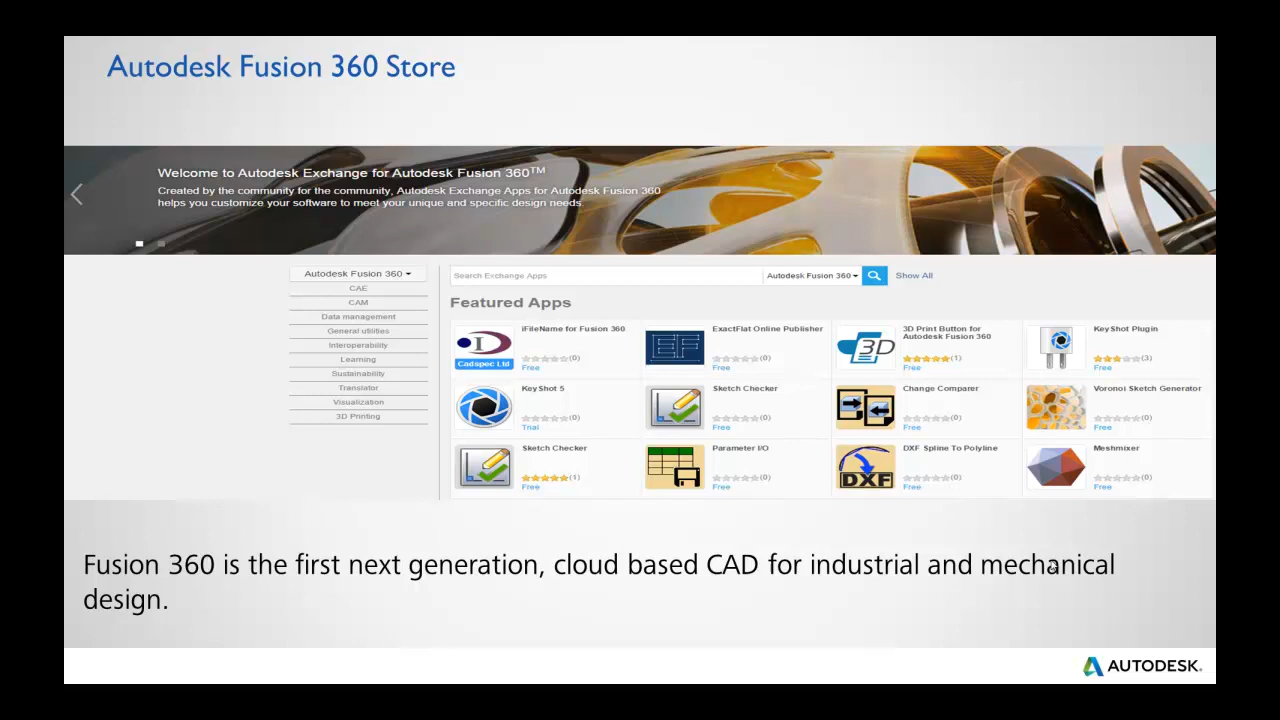 Autodesk Fusion 360 Store
Welcome to Autodesk Exchange for Autodesk Fusion 360™
Created by the community for the community, Autodesk Exchange Apps for Autodesk Fusion 360
helps you customize your software to meet your unique and specific design needs.
Autodesk Fusion 360
CAE
CAM
Data management
General utilities
Interoperability
Learning
Sustainability
Translator
Visualization
3D Printing
Search Exchange Apps
Autodesk Fusion 360
Show All
Featured Apps
Cadspec Ltd
iFileName for Fusion 360
(0)
Free
EF
ExactFlat Online Publisher
(0)
Free
3D
3D Print Button for
Autodesk Fusion 360
(1)
Free
KeyShot Plugin
(3)
Free
KeyShot 5
(0)
Trial
Sketch Checker
(0)
Free
Change Comparer
(0)
Free
Voronoi Sketch Generator
(0)
Free
Sketch Checker
(1)
Free
Parameter I/O
(0)
Free
DXF
DXF Spline To Polyline
(0)
Free
Meshmixer
(0)
Free
Fusion 360 is the first next generation, cloud based CAD for industrial and mechanical
design.
AUTODESK.